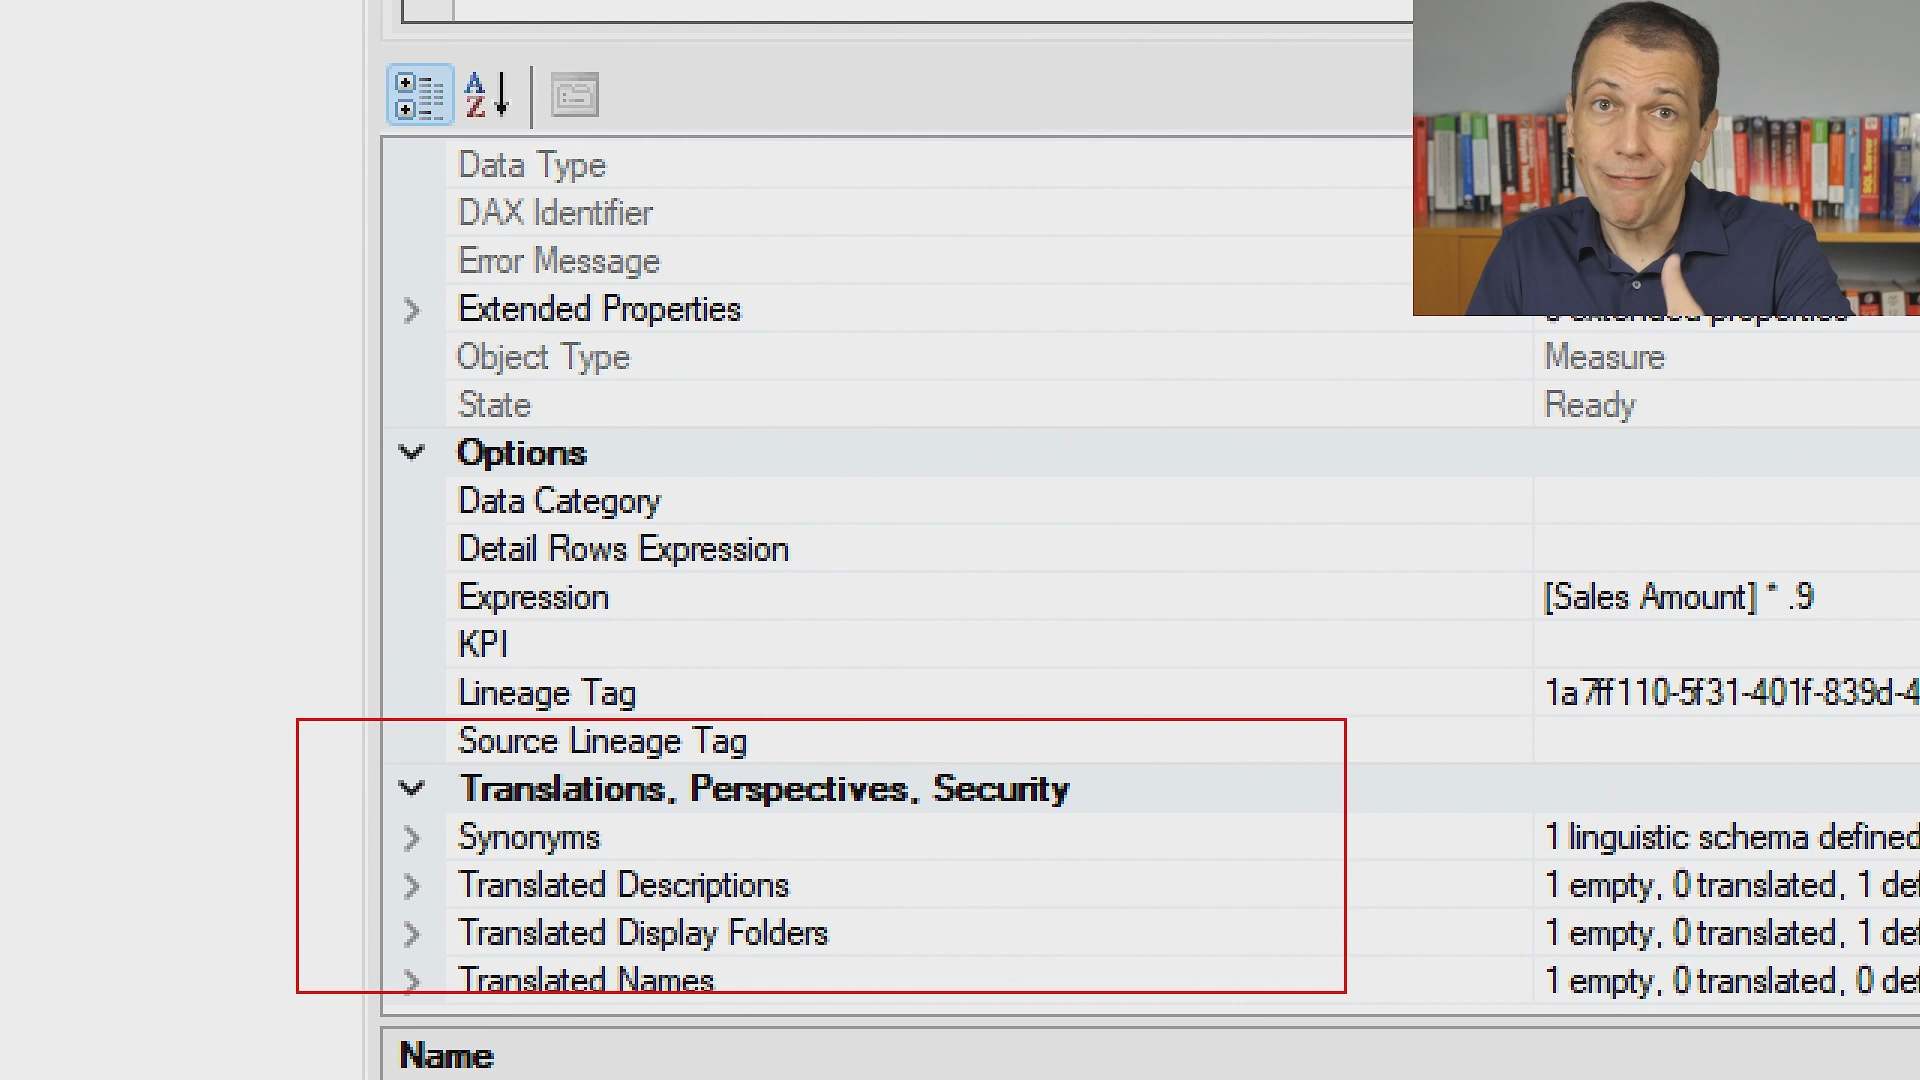 Data Type
DAX Identifier
Error Message
Extended Properties
Object Type Measure
State Ready
Options
Data Category
Detail Rows Expression
Expression [Sales Amount] * .9
KPI
Lineage Tag 1a7ff110-5f31-401f-839d-4
Source Lineage Tag
Translations, Perspectives, Security
Synonyms 1 linguistic schema defined
Translated Descriptions 1 empty, 0 translated, 1 def
Translated Display Folders 1 empty, 0 translated, 1 def
Translated Names 1 empty, 0 translated, 0 def
Name